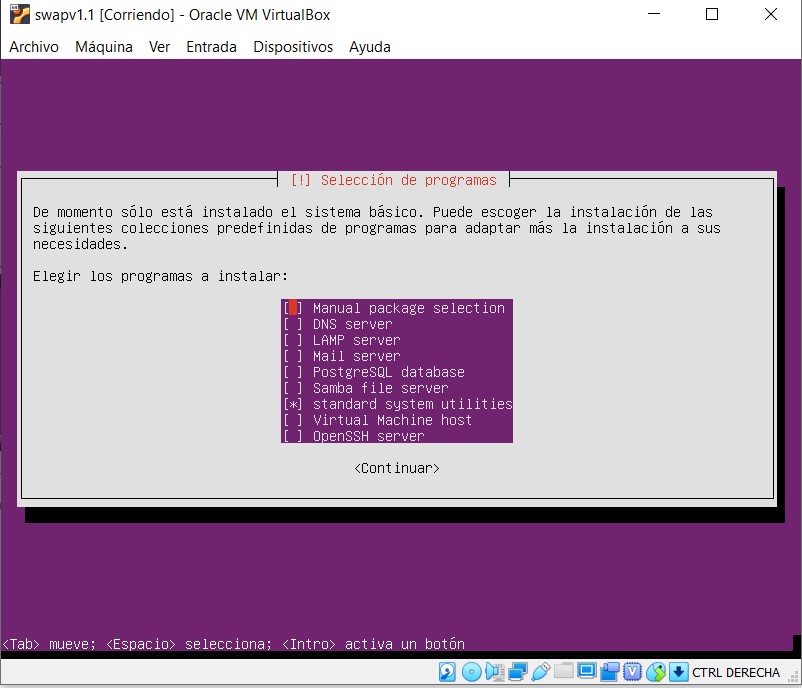 swapv1.1 [Corriendo] - Oracle VM VirtualBox
Archivo Máquina Ver Entrada Dispositivos Ayuda
[!] Selección de programas
De momento sólo está instalado el sistema básico. Puede escoger la instalación de las
siguientes colecciones predefinidas de programas para adaptar más la instalación a sus
necesidades.
Elegir los programas a instalar:
[ ] Manual package selection
[ ] DNS server
[ ] LAMP server
[ ] Mail server
[ ] PostgreSQL database
[ ] Samba file server
[*] standard system utilities
[ ] Virtual Machine host
[ ] OpenSSH server
<Continuar>
<Tab> mueve; <Espacio> selecciona; <Intro> activa un botón
CTRL DERECHA